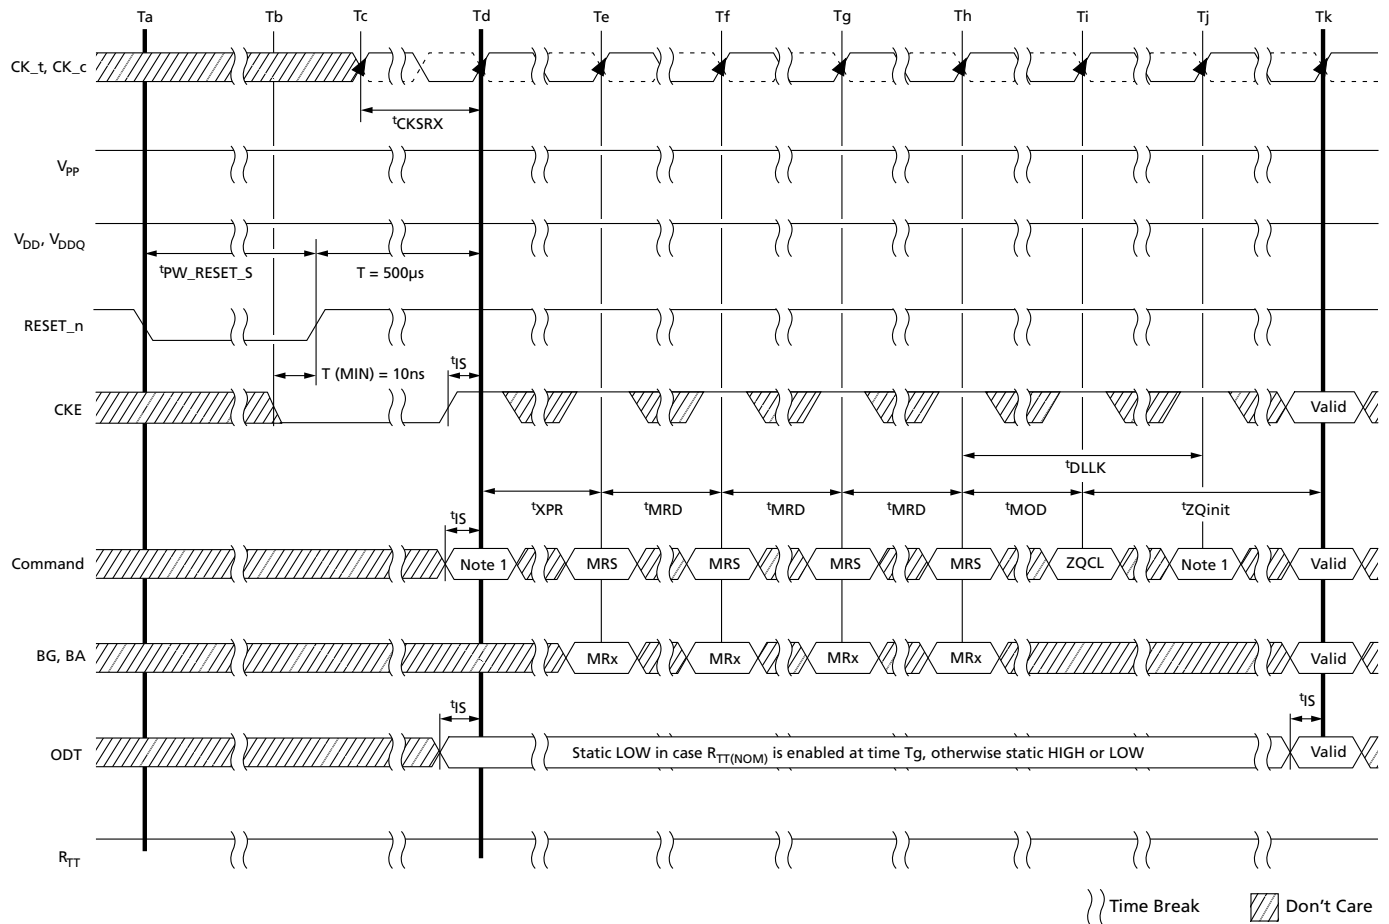 Ta Tb Tc Td Te Tf Tg Th Ti Tj Tk
CK_t, CK_c
tCKSRX
VPP
VDD, VDDQ
tPW_RESET_S T = 500µs
RESET_n
T (MIN) = 10ns tIS
CKE Valid
tDLLK
tXPR tMRD tMRD tMRD tMOD tZQinit
tIS
Command Note 1 MRS MRS MRS MRS ZQCL Note 1 Valid
BG, BA MRx MRx MRx MRx Valid
tIS tIS
ODT Static LOW in case RTT(NOM) is enabled at time Tg, otherwise static HIGH or LOW Valid
RTT
Time Break Don't Care